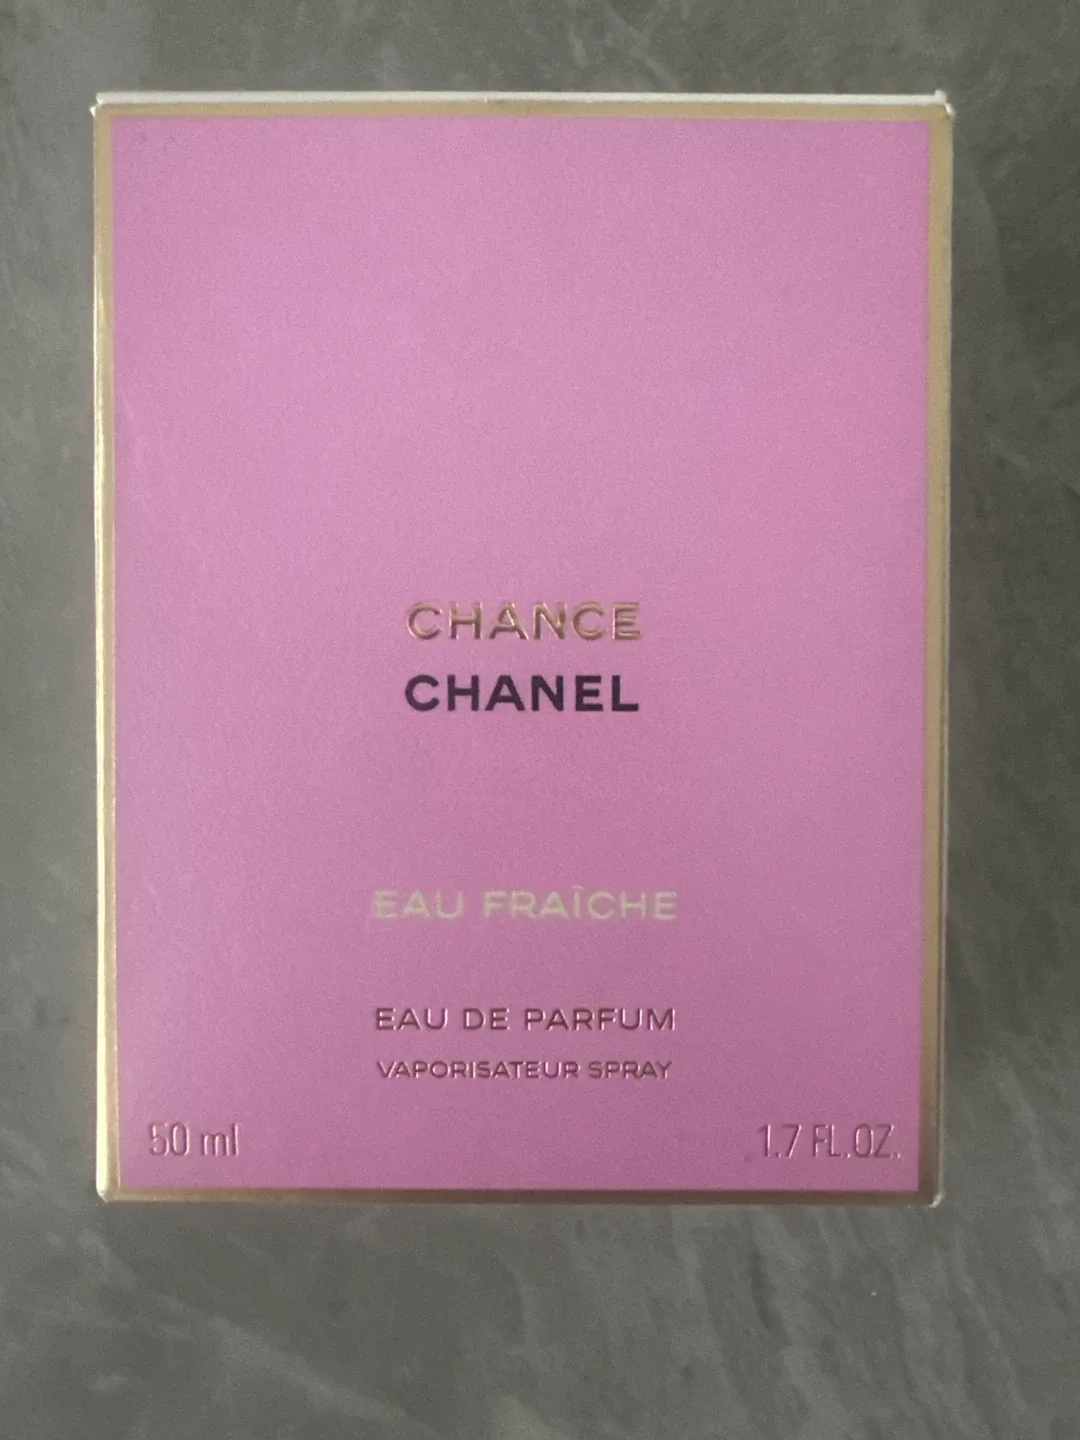 CHANCE
CHANEL
EAU FRAÎCHE
EAU DE PARFUM
VAPORISATEUR SPRAY
50 ml
1.7 FL.OZ.